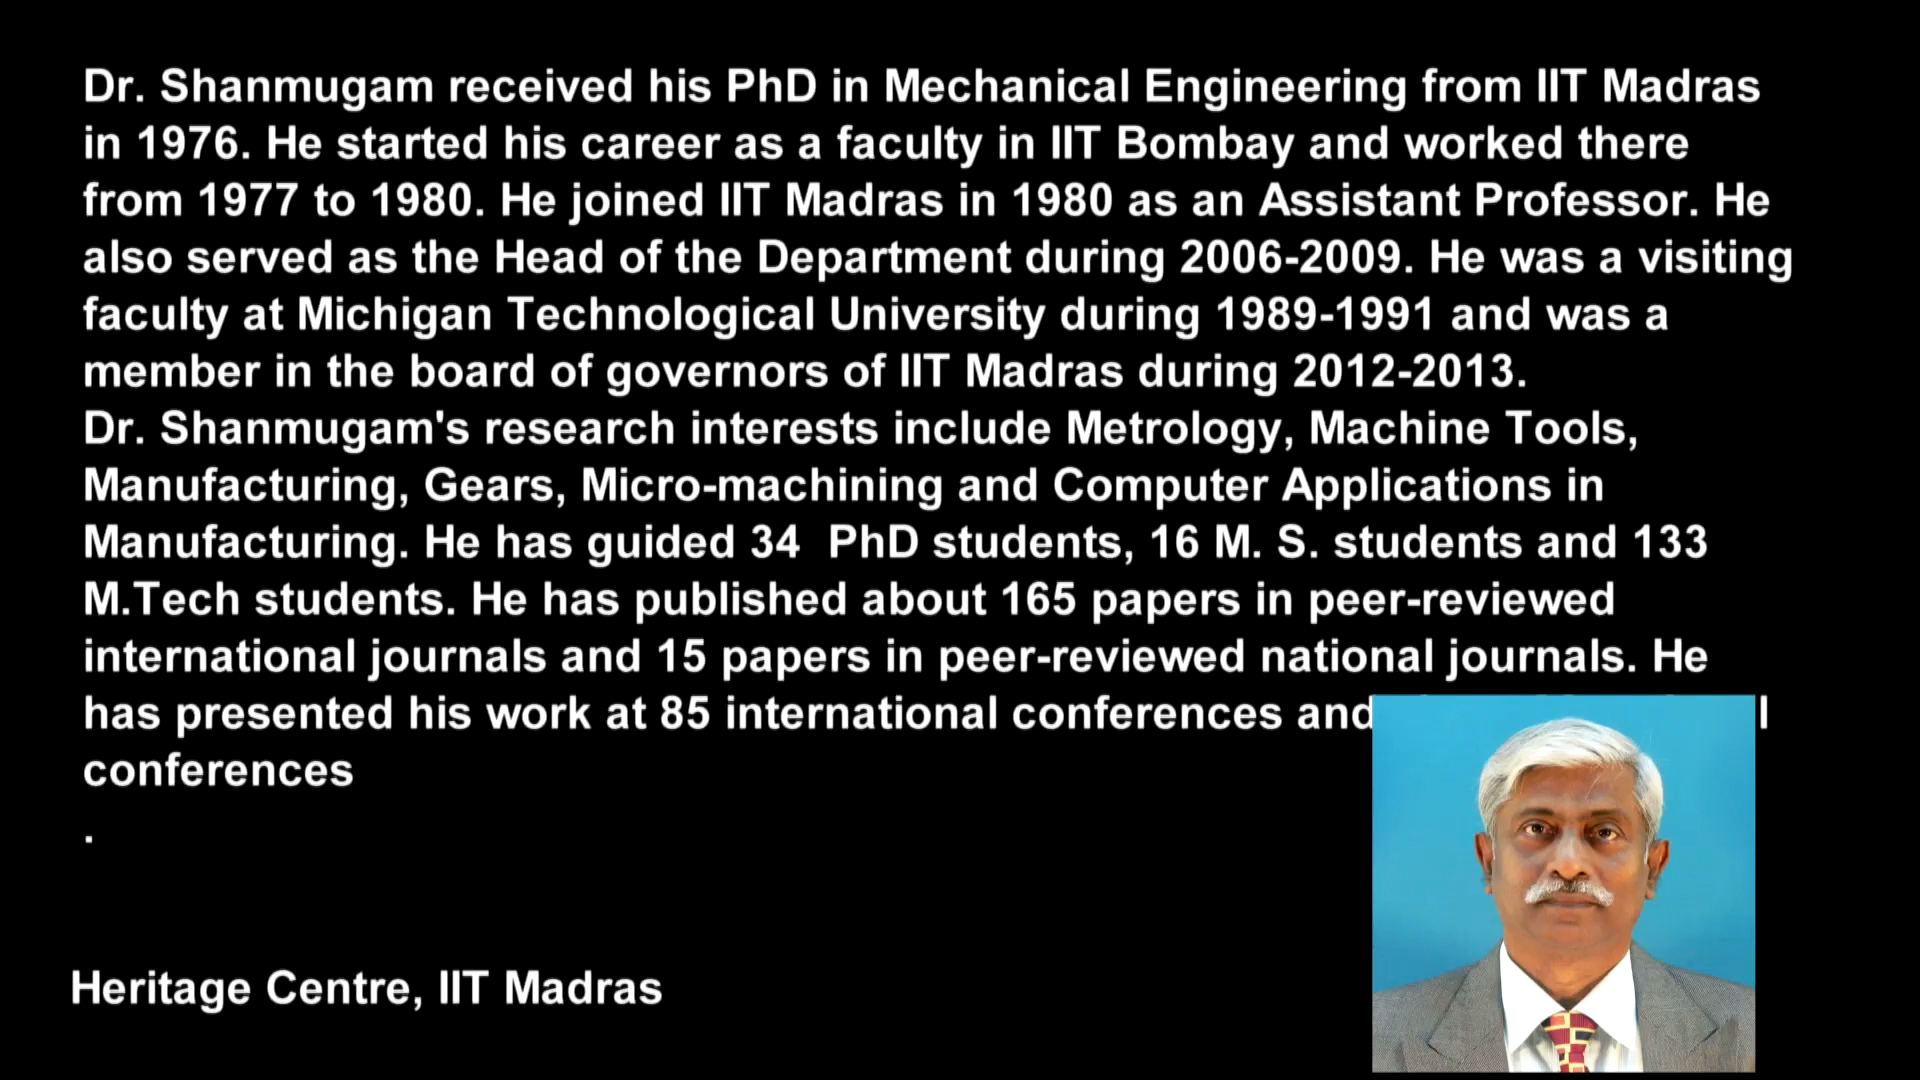 Dr. Shanmugam received his PhD in Mechanical Engineering from IIT Madras
in 1976. He started his career as a faculty in IIT Bombay and worked there
from 1977 to 1980. He joined IIT Madras in 1980 as an Assistant Professor. He
also served as the Head of the Department during 2006-2009. He was a visiting
faculty at Michigan Technological University during 1989-1991 and was a
member in the board of governors of IIT Madras during 2012-2013.
Dr. Shanmugam's research interests include Metrology, Machine Tools,
Manufacturing, Gears, Micro-machining and Computer Applications in
Manufacturing. He has guided 34  PhD students, 16 M. S. students and 133
M.Tech students. He has published about 165 papers in peer-reviewed
international journals and 15 papers in peer-reviewed national journals. He
has presented his work at 85 international conferences and
conferences
.
Heritage Centre, IIT Madras